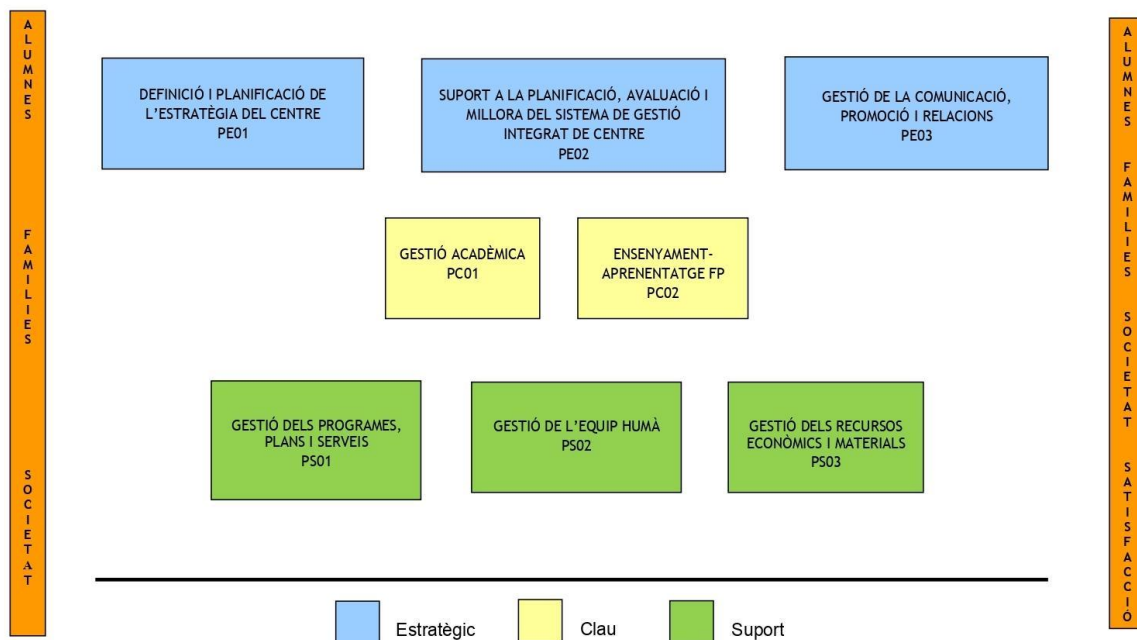 ALUMNES
FAMILIES
SOCIETAT
DEFINICIÓ I PLANIFICACIÓ DE
L'ESTRATÈGIA DEL CENTRE
PE01
SUPORT A LA PLANIFICACIÓ, AVALUACIÓ I
MILLORA DEL SISTEMA DE GESTIÓ
INTEGRAT DE CENTRE
PE02
GESTIÓ DE LA COMUNICACIÓ,
PROMOCIÓ I RELACIONS
PE03
GESTIÓ ACADÈMICA
PC01
ENSENYAMENT-
APRENENTATGE FP
PC02
GESTIÓ DELS PROGRAMES,
PLANS I SERVEIS
PS01
GESTIÓ DE L'EQUIP HUMÀ
PS02
GESTIÓ DELS RECURSOS
ECONÒMICS I MATERIALS
PS03
ALUMNES
FAMILIES
SOCIETAT
SATISFACCIÓ
Estratègic
Clau
Suport